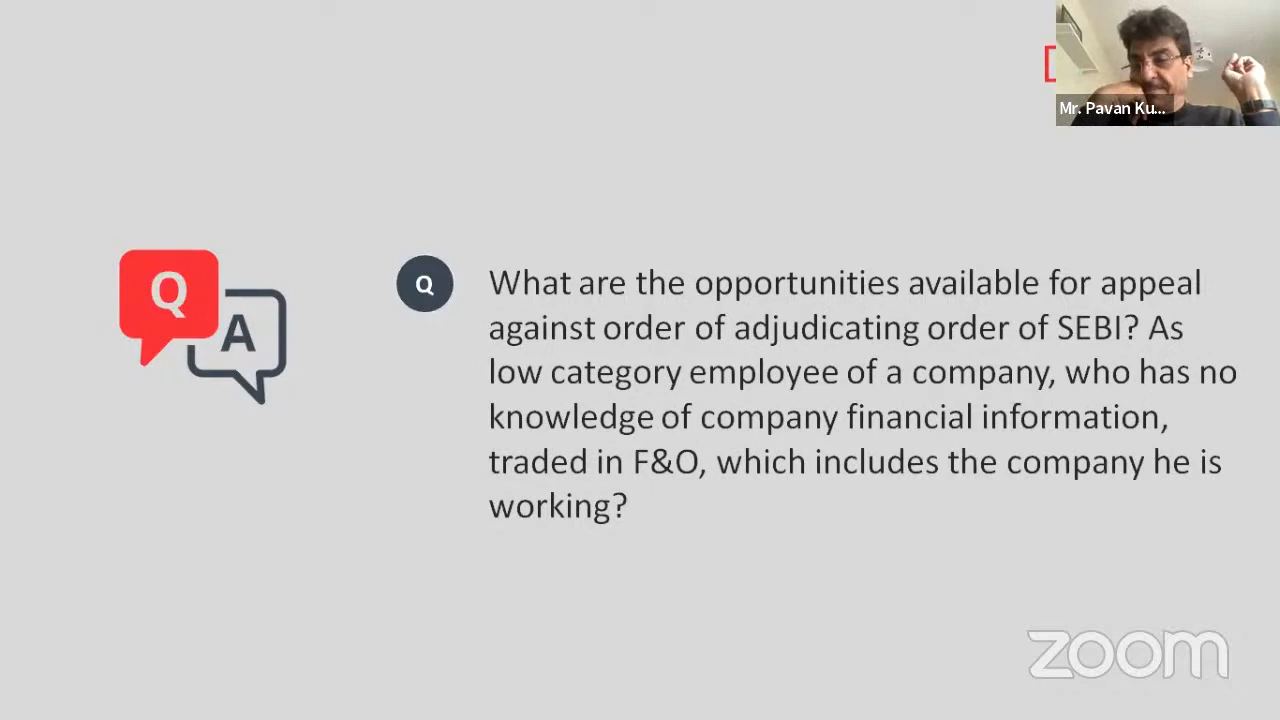 Mr. Pavan Ku...
Q
A
Q
What are the opportunities available for appeal
against order of adjudicating order of SEBI? As
low category employee of a company, who has no
knowledge of company financial information,
traded in F&O, which includes the company he is
working?
zoom